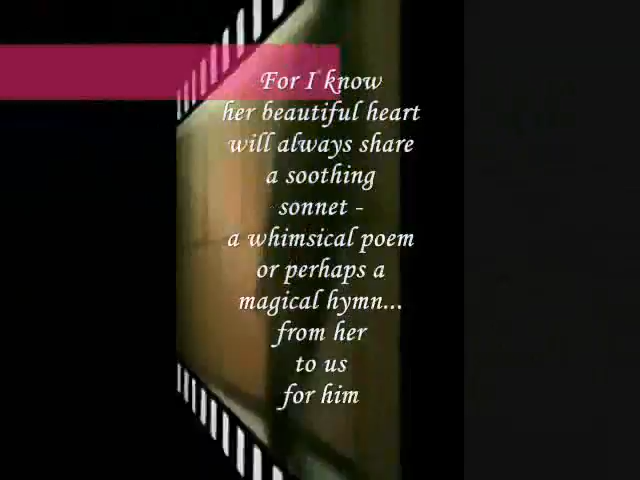 For I know
her beautiful heart
will always share
a soothing
sonnet -
a whimsical poem
or perhaps a
magical hymn...
from her
to us
for him